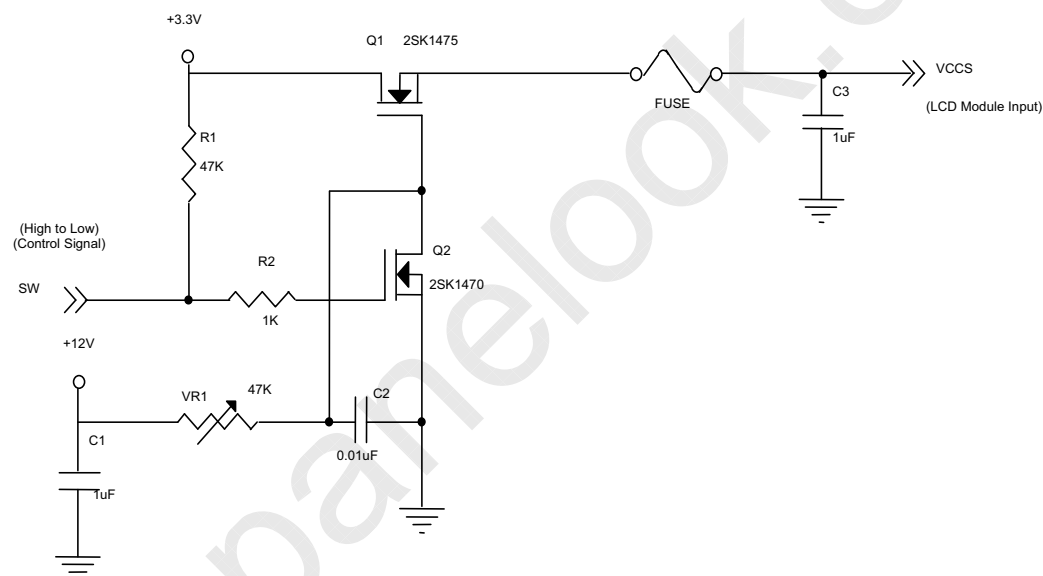 +3.3V
Q1 2SK1475
VCCS
FUSE
C3
(LCD Module Input)
R1
1uF
47K
(High to Low)
(Control Signal)
Q2
R2
SW
2SK1470
1K
+12V
VR1
47K
C2
C1
0.01uF
1uF
panelook.